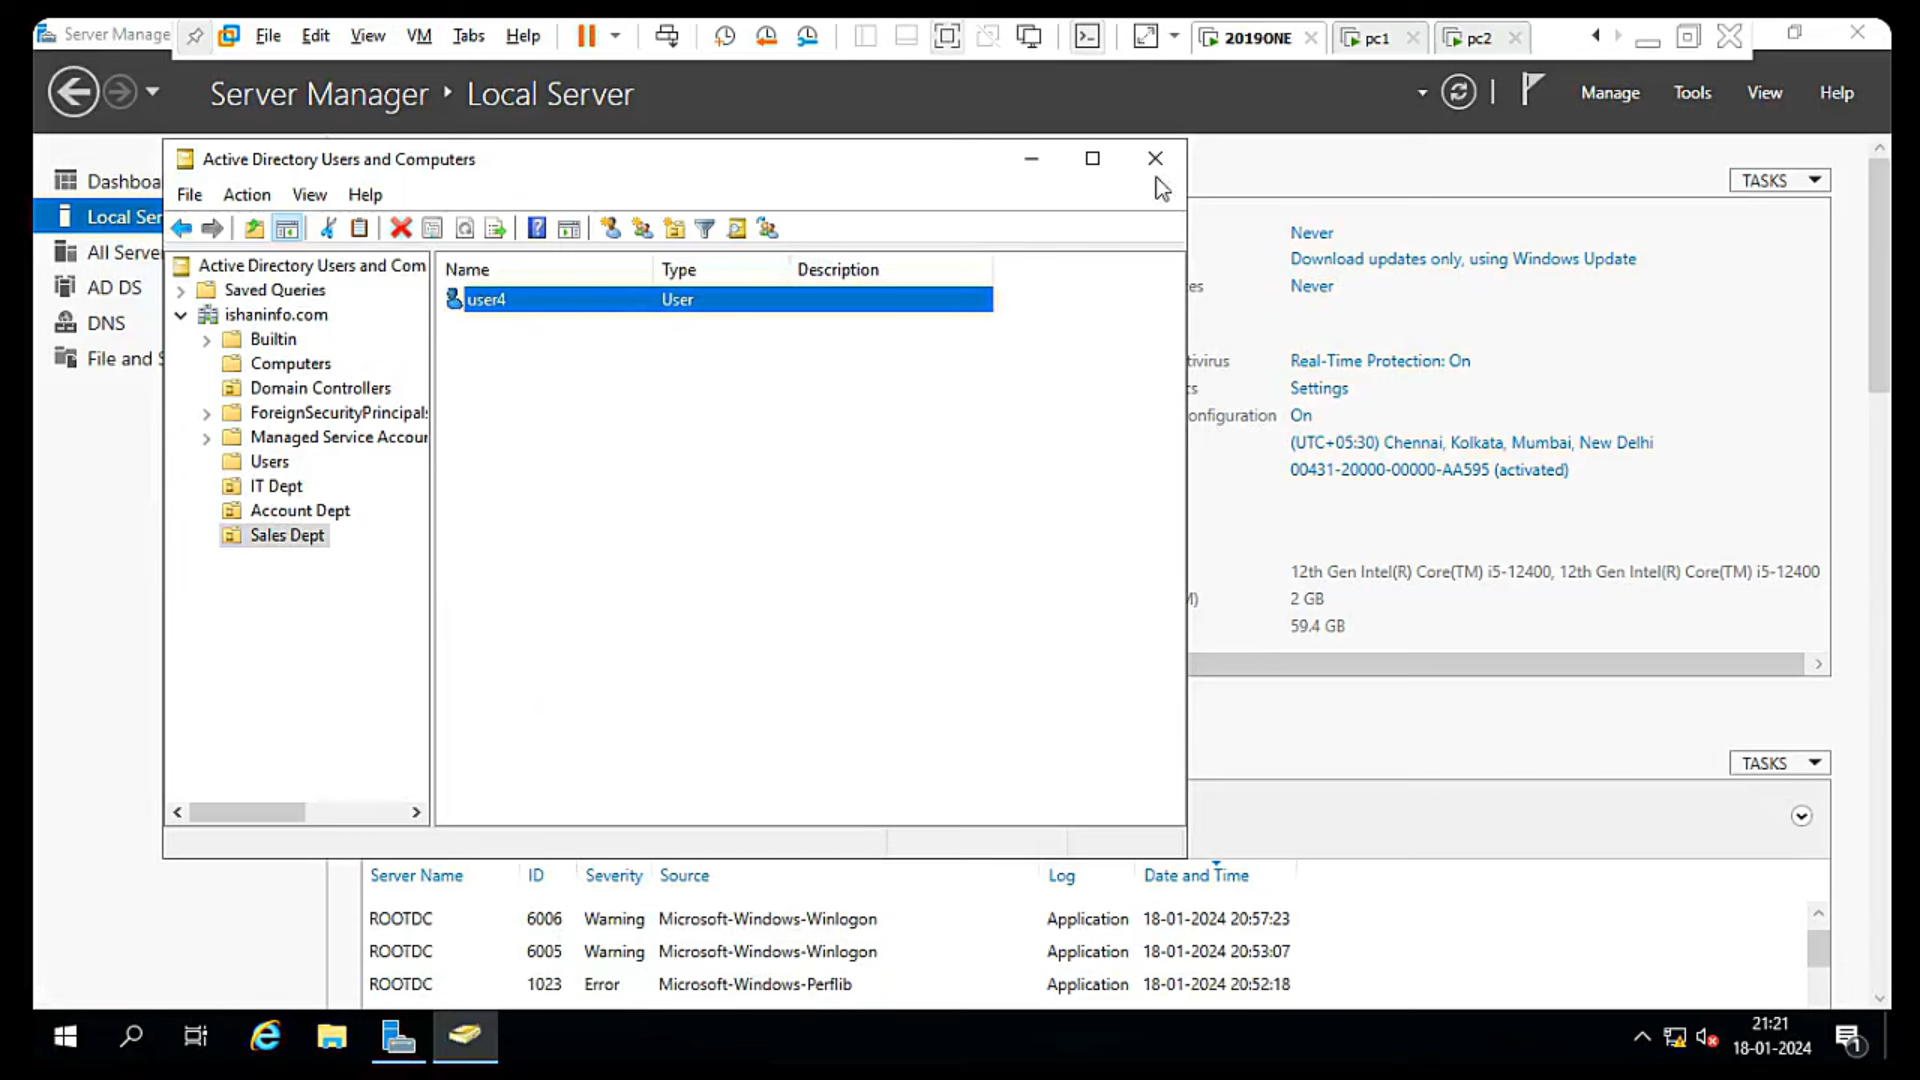 Server Manage
File Edit View VM Tabs Help
2019ONE
pc1
pc2
Server Manager
Local Server
Manage Tools View Help
Dashboa
Local Ser
All Serve
AD DS
DNS
File and S
Active Directory Users and Computers
File Action View Help
Active Directory Users and Com
Saved Queries
ishaninfo.com
Builtin
Computers
Domain Controllers
ForeignSecurityPrincipals
Managed Service Accour
Users
IT Dept
Account Dept
Sales Dept
Name Type Description
user4 User
TASKS
Never
Download updates only, using Windows Update
es Never
tivirus Real-Time Protection: On
cs Settings
onfiguration On
(UTC+05:30) Chennai, Kolkata, Mumbai, New Delhi
00431-20000-00000-AA595 (activated)
12th Gen Intel(R) Core(TM) i5-12400, 12th Gen Intel(R) Core(TM) i5-12400
2 GB
59.4 GB
TASKS
Server Name ID Severity Source Log Date and Time
ROOTDC 6006 Warning Microsoft-Windows-Winlogon Application 18-01-2024 20:57:23
ROOTDC 6005 Warning Microsoft-Windows-Winlogon Application 18-01-2024 20:53:07
ROOTDC 1023 Error Microsoft-Windows-Perflib Application 18-01-2024 20:52:18
21:21
18-01-2024
1